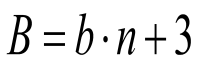 B = b · n + 3